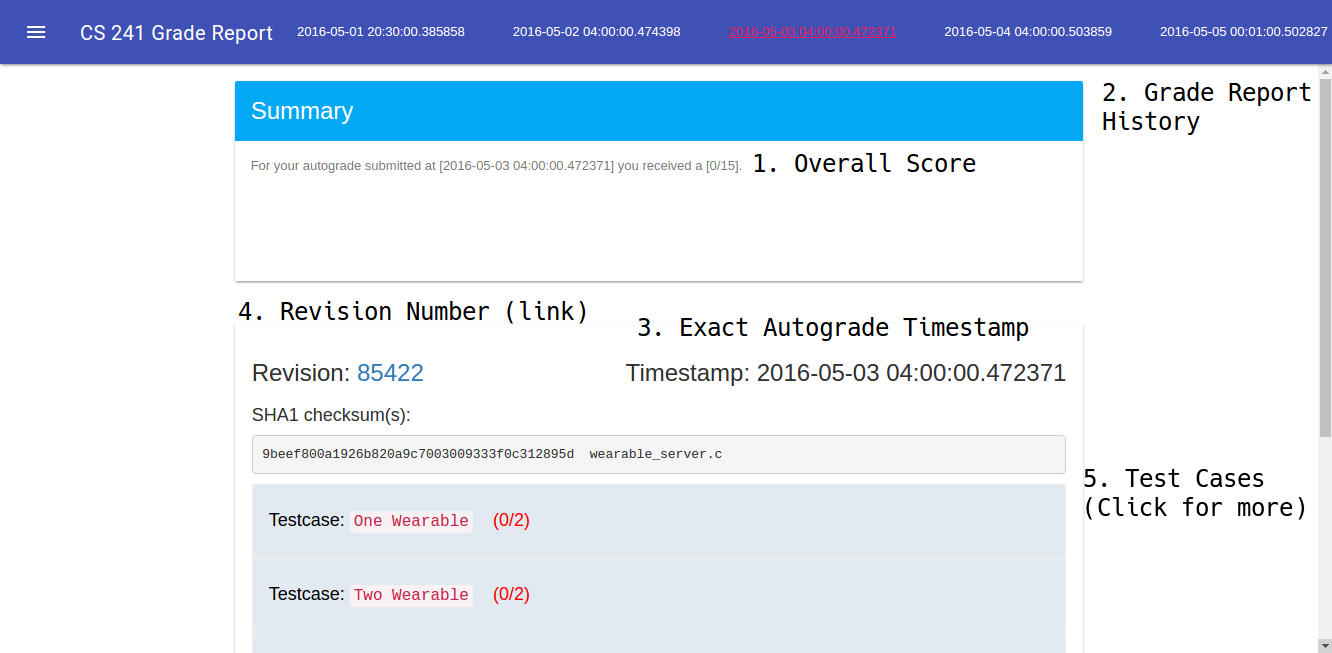 CS 241 Grade Report 2016-05-01 20:30:00.385858 2016-05-02 04:00:00.474398 2016-05-03 04:00:00.472371 2016-05-04 04:00:00.503859 2016-05-05 00:01:00.502827
Summary
2. Grade Report
History
For your autograde submitted at [2016-05-03 04:00:00.472371] you received a [0/15].
1. Overall Score
4. Revision Number (link)
3. Exact Autograde Timestamp
Revision: 85422
Timestamp: 2016-05-03 04:00:00.472371
SHA1 checksum(s):
9beef800a1926b820a9c7003009333f0c312895d  wearable_server.c
5. Test Cases
(Click for more)
Testcase: One Wearable (0/2)
Testcase: Two Wearable (0/2)